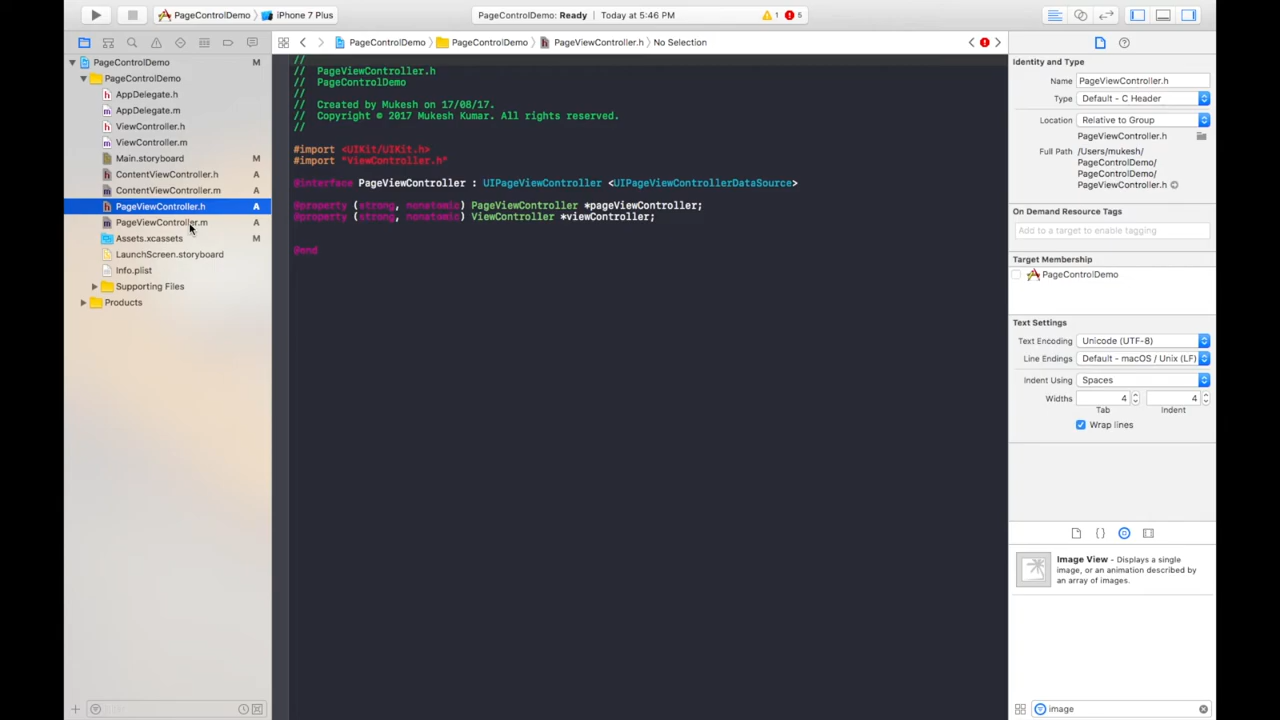 PageControlDemo
iPhone 7 Plus
PageControlDemo: Ready
Today at 5:46 PM
1
5
PageControlDemo
PageControlDemo
PageViewController.h
No Selection
PageControlDemo M
PageControlDemo
AppDelegate.h
AppDelegate.m
ViewController.h
ViewController.m
Main.storyboard M
ContentViewController.h A
ContentViewController.m A
PageViewController.h A
PageViewController.m A
Assets.xcassets M
LaunchScreen.storyboard
Info.plist
Supporting Files
Products
//
// PageViewController.h
// PageControlDemo
//
// Created by Mukesh on 17/08/17.
// Copyright © 2017 Mukesh Kumar. All rights reserved.
//
#import <UIKit/UIKit.h>
#import "ViewController.h"
@interface PageViewController : UIPageViewController <UIPageViewControllerDataSource>
@property (strong, nonatomic) PageViewController *pageViewController;
@property (strong, nonatomic) ViewController *viewController;
@end
Identity and Type
Name PageViewController.h
Type Default - C Header
Location Relative to Group
PageViewController.h
Full Path /Users/mukesh/
PageControlDemo/
PageControlDemo/
PageViewController.h
On Demand Resource Tags
Add to a target to enable tagging
Target Membership
PageControlDemo
Text Settings
Text Encoding Unicode (UTF-8)
Line Endings Default - macOS / Unix (LF)
Indent Using Spaces
Widths 4 4
Tab Indent
Wrap lines
{ }
Image View - Displays a single
image, or an animation described by
an array of images.
image